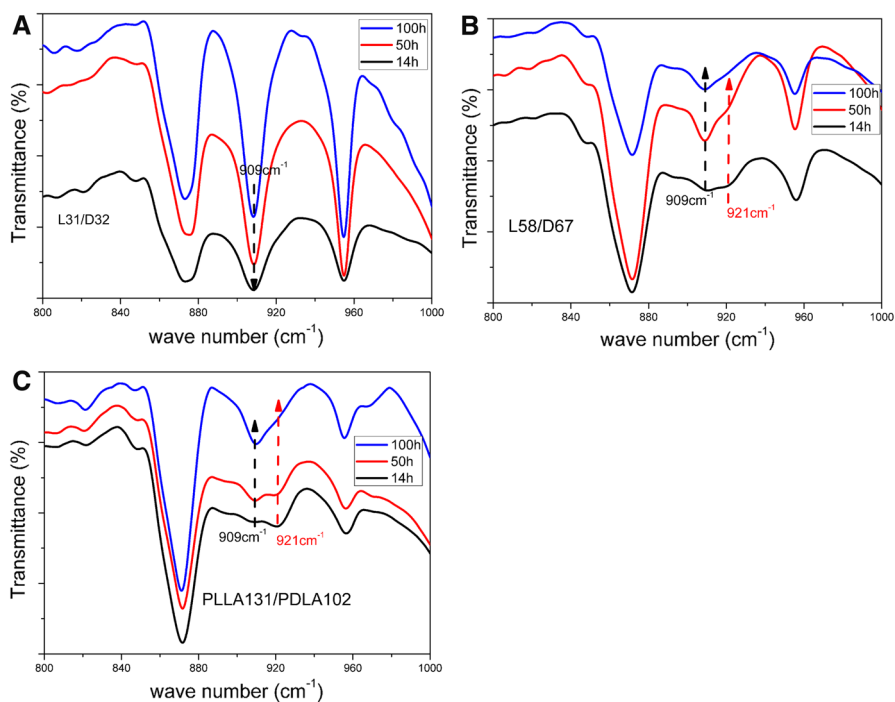 A
100h
50h
14h
909cm⁻¹
L31/D32
Transmittance (%)
800 840 880 920 960 1000
wave number (cm⁻¹)
B
100h
50h
14h
909cm⁻¹
921cm⁻¹
L58/D67
Transmittance (%)
800 840 880 920 960 1000
wave number (cm⁻¹)
C
100h
50h
14h
909cm⁻¹ 921cm⁻¹
PLLA131/PDLA102
Transmittance (%)
800 840 880 920 960 1000
wave number (cm⁻¹)